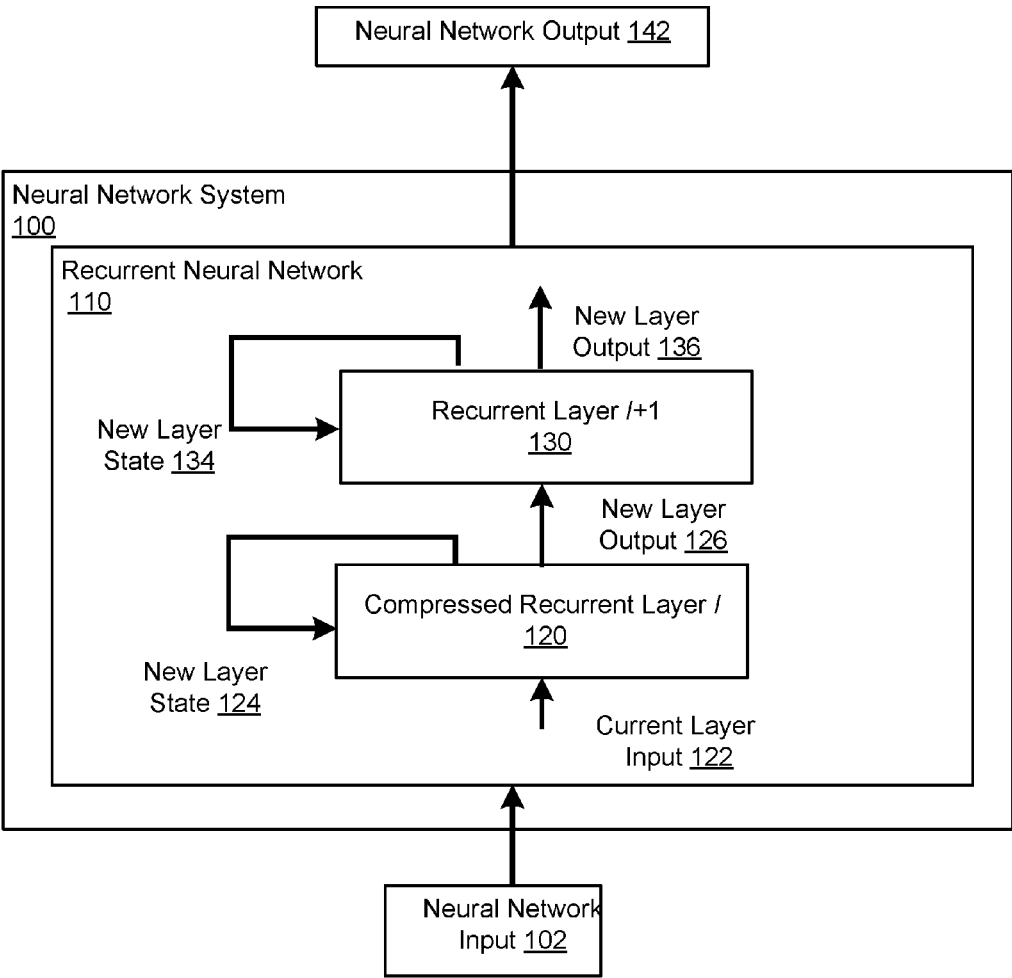 Neural Network Output 142
Neural Network System
100
Recurrent Neural Network
110
New Layer
Output 136
Recurrent Layer l+1
130
New Layer
State 134
New Layer
Output 126
Compressed Recurrent Layer l
120
New Layer
State 124
Current Layer
Input 122
Neural Network
Input 102